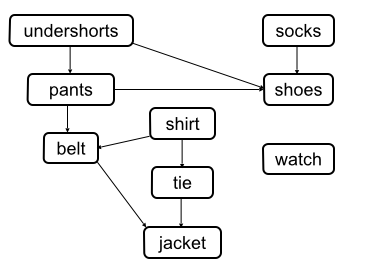 undershorts
socks
pants
shoes
shirt
belt
watch
tie
jacket